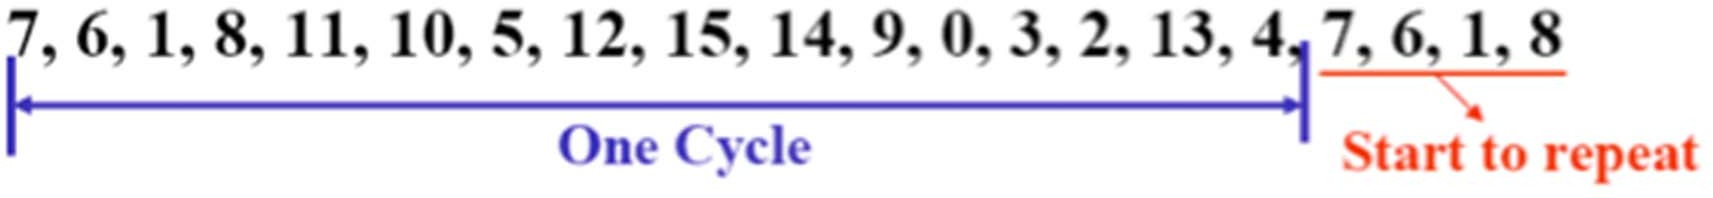 7, 6, 1, 8, 11, 10, 5, 12, 15, 14, 9, 0, 3, 2, 13, 4, 7, 6, 1, 8
One Cycle
Start to repeat